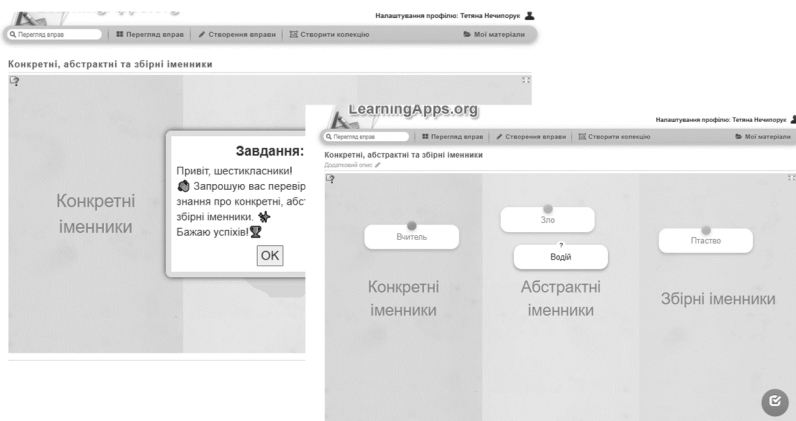 Налаштування профілю: Тетяна Нечипорук
Перегляд вправ
Перегляд вправ
Створення вправи
Створити колекцію
Мої матеріали
Конкретні, абстрактні та збірні іменники
Конкретні
іменники
Завдання:
Привіт, шестикласники!
Запрошую вас перевір
знання про конкретні, абс
збірні іменники.
Бажаю успіхів!
OK
LearningApps.org
Налаштування профілю: Тетяна Нечипорук
Перегляд вправ
Перегляд вправ
Створення вправи
Створити колекцію
Мої матеріали
Конкретні, абстрактні та збірні іменники
Додатковий опис
Вчитель
Зло
?
Водій
Птаство
Конкретні
іменники
Абстрактні
іменники
Збірні іменники